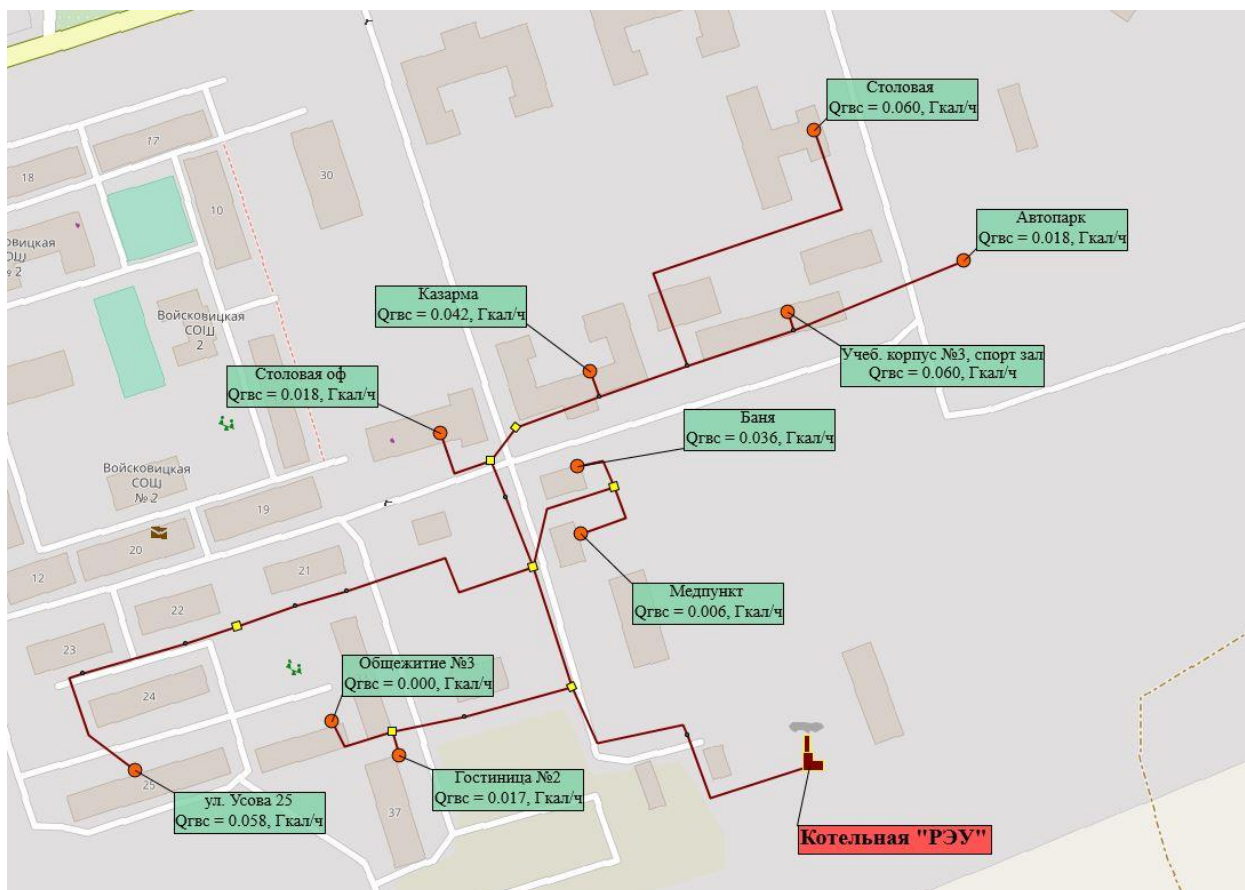 Столовая
Qгвс = 0.060, Гкал/ч
17
18
30
10
Автопарк
Qгвс = 0.018, Гкал/ч
овицкая
СОШ
№ 2
Казарма
Qгвс = 0.042, Гкал/ч
Войсковицкая
СОШ
2
Учеб. корпус №3, спорт зал
Qгвс = 0.060, Гкал/ч
Столовая оф
Qгвс = 0.018, Гкал/ч
Баня
Qгвс = 0.036, Гкал/ч
Войсковицкая
СОШ
№ 2
19
20
21
12
22
Медпункт
Qгвс = 0.006, Гкал/ч
23
Общежитие №3
Qгвс = 0.000, Гкал/ч
24
Гостиница №2
Qгвс = 0.017, Гкал/ч
25
ул. Усова 25
Qгвс = 0.058, Гкал/ч
37
Котельная "РЭУ"